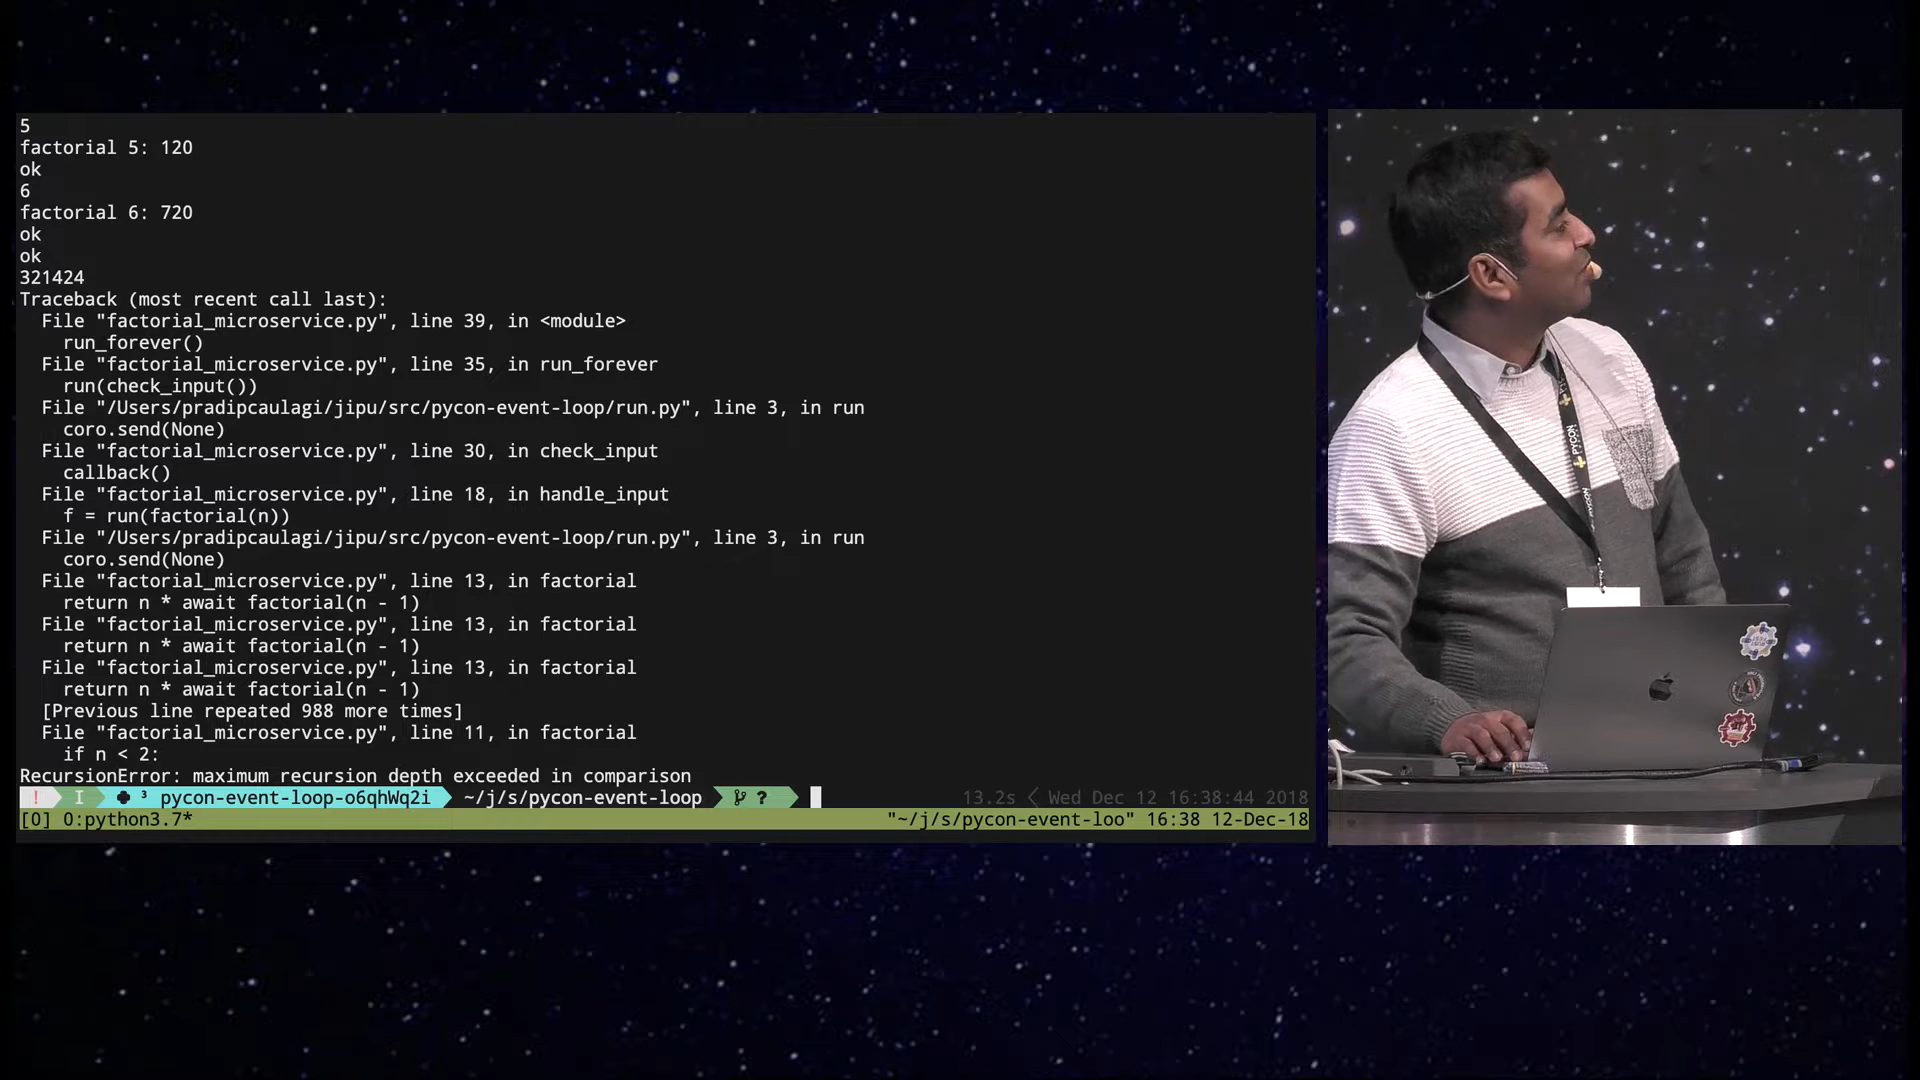 5
factorial 5: 120
ok
6
factorial 6: 720
ok
ok
321424
Traceback (most recent call last):
  File "factorial_microservice.py", line 39, in <module>
    run_forever()
  File "factorial_microservice.py", line 35, in run_forever
    run(check_input())
  File "/Users/pradipcaulagi/jipu/src/pycon-event-loop/run.py", line 3, in run
    coro.send(None)
  File "factorial_microservice.py", line 30, in check_input
    callback()
  File "factorial_microservice.py", line 18, in handle_input
    f = run(factorial(n))
  File "/Users/pradipcaulagi/jipu/src/pycon-event-loop/run.py", line 3, in run
    coro.send(None)
  File "factorial_microservice.py", line 13, in factorial
    return n * await factorial(n - 1)
  File "factorial_microservice.py", line 13, in factorial
    return n * await factorial(n - 1)
  File "factorial_microservice.py", line 13, in factorial
    return n * await factorial(n - 1)
  [Previous line repeated 988 more times]
  File "factorial_microservice.py", line 11, in factorial
    if n < 2:
RecursionError: maximum recursion depth exceeded in comparison
! I ³ pycon-event-loop-o6qhWq2i ~/j/s/pycon-event-loop ? 13.2s < Wed Dec 12 16:38:44 2018
[0] 0:python3.7* "~/j/s/pycon-event-loo" 16:38 12-Dec-18
PYCON